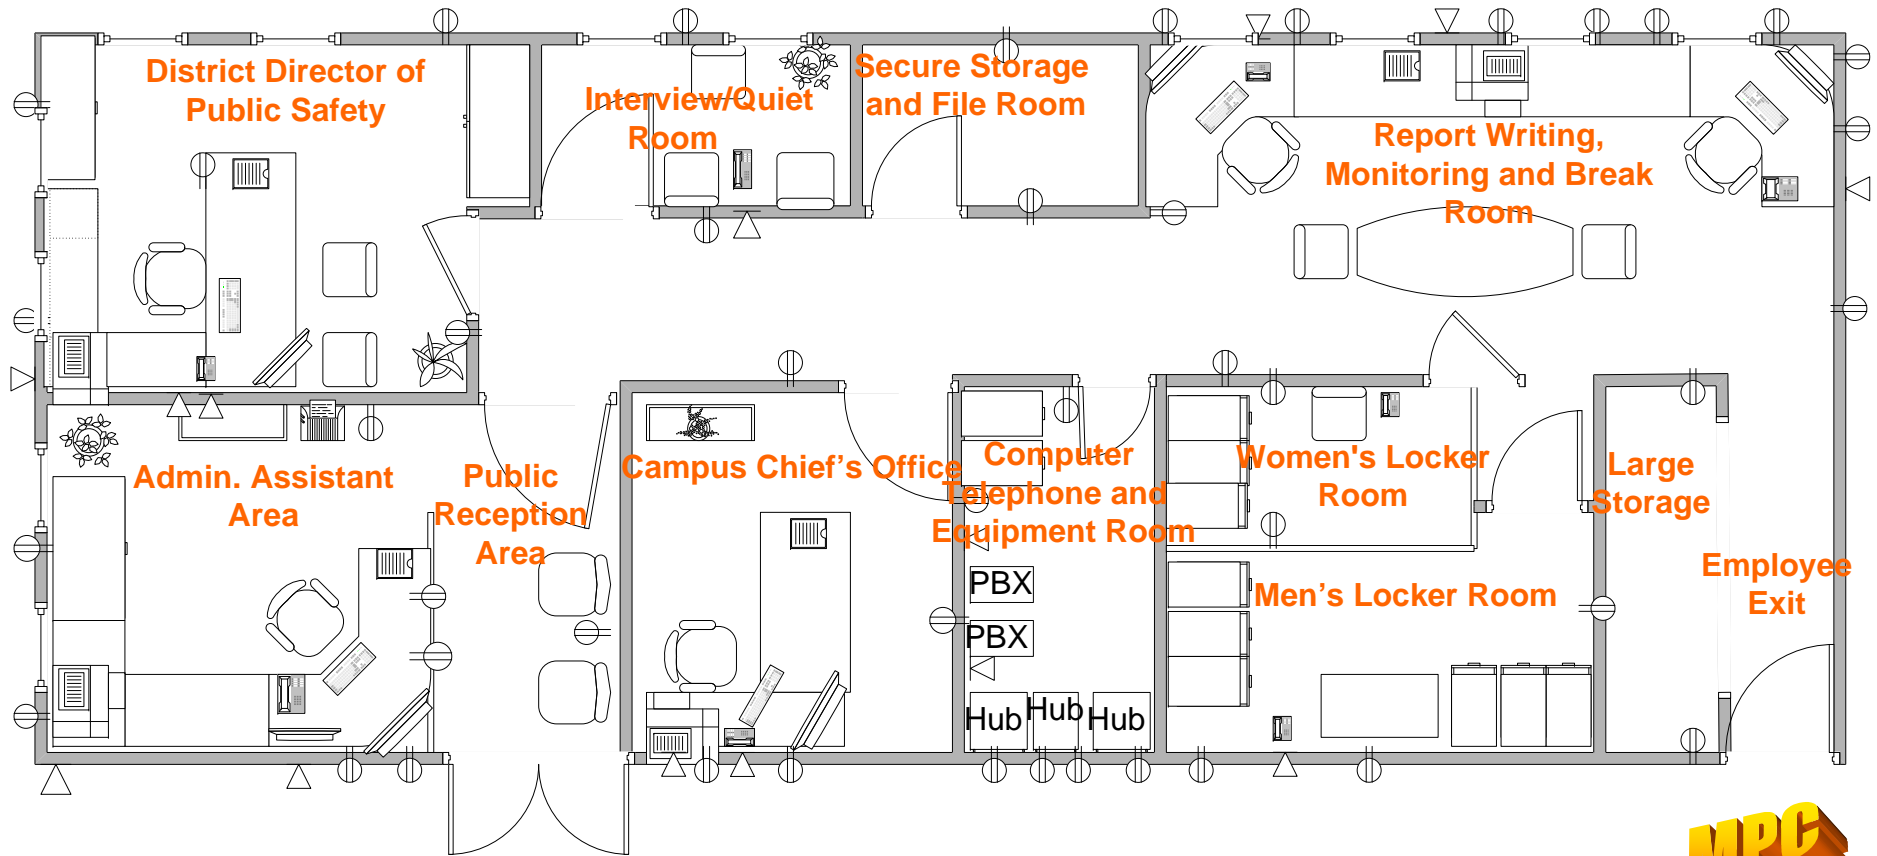 District Director of
Public Safety
Interview/Quiet
Room
Secure Storage
and File Room
Report Writing,
Monitoring and Break
Room
Admin. Assistant
Area
Public
Reception
Area
Campus Chief’s Office
Computer
Telephone and
Equipment Room
Women's Locker
Room
Large
Storage
Employee
Exit
Men’s Locker Room
PBX
PBX
Hub
Hub
Hub
MPC